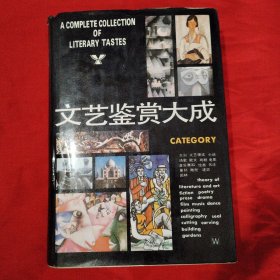 A COMPLETE COLLECTION
OF
LITERARY TASTES
文艺鉴赏大成
CATEGORY
theory of
literature and art
fiction poetry
prose drama
film music dance
painting
calligraphy seal
cutting carving
building
gardens
W